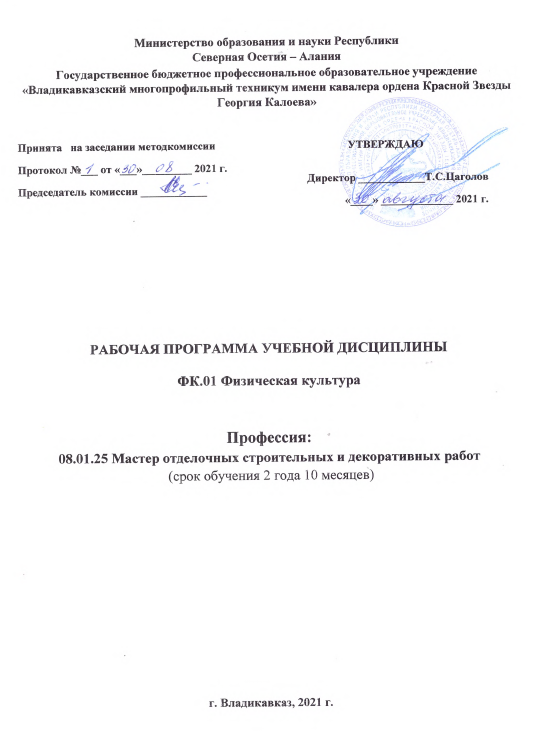 Министерство образования и науки Республики
Северная Осетия – Алания
Государственное бюджетное профессиональное образовательное учреждение
«Владикавказский многопрофильный техникум имени кавалера ордена Красной Звезды
Георгия Калоева»
Принята на заседании методкомиссии
Протокол № 1 от «30» 08 2021 г.
Председатель комиссии
УТВЕРЖДАЮ
Директор Т.С.Цаголов
«30» августа 2021 г.
РАБОЧАЯ ПРОГРАММА УЧЕБНОЙ ДИСЦИПЛИНЫ
ФК.01 Физическая культура
Профессия:
08.01.25 Мастер отделочных строительных и декоративных работ
(срок обучения 2 года 10 месяцев)
г. Владикавказ, 2021 г.